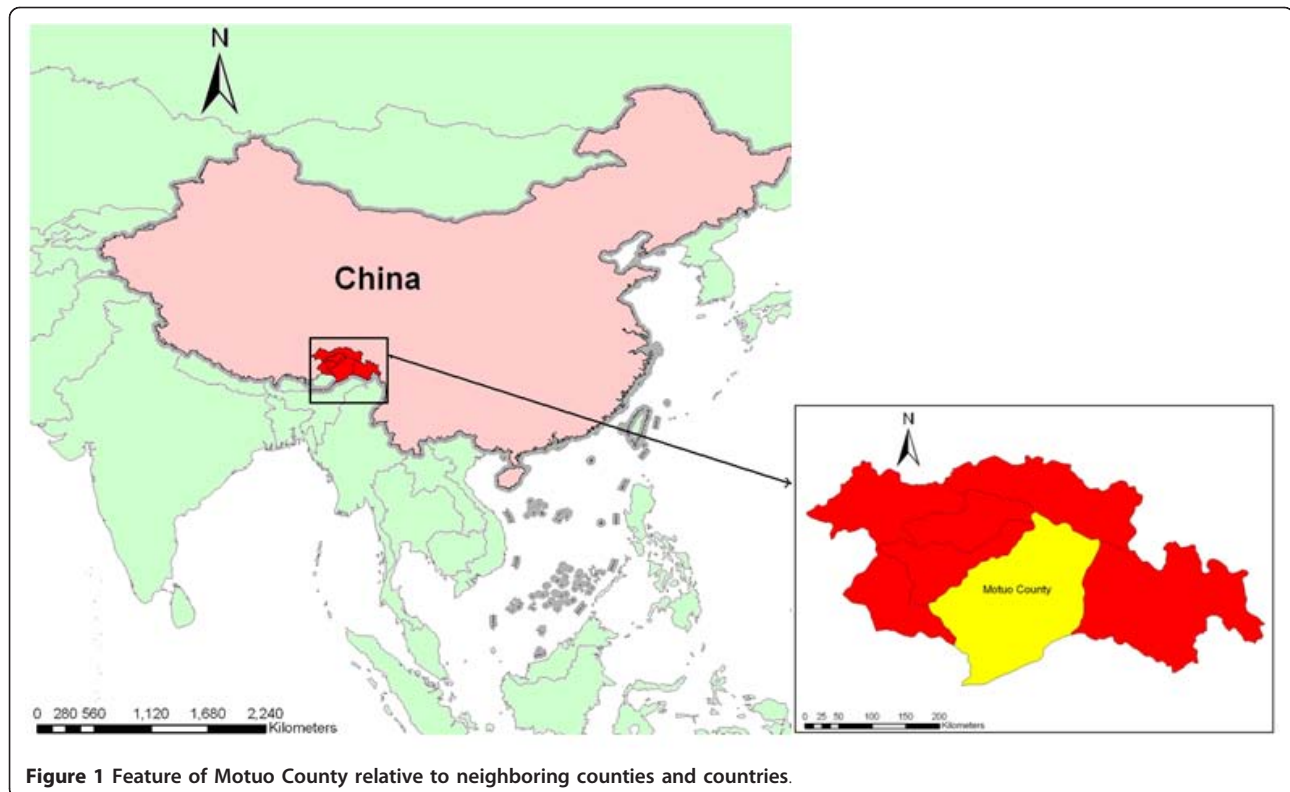 N
China
0 280 560 1,120 1,680 2,240
Kilometers
N
Motuo County
0 25 50 100 150 200
Kilometers
Figure 1 Feature of Motuo County relative to neighboring counties and countries.